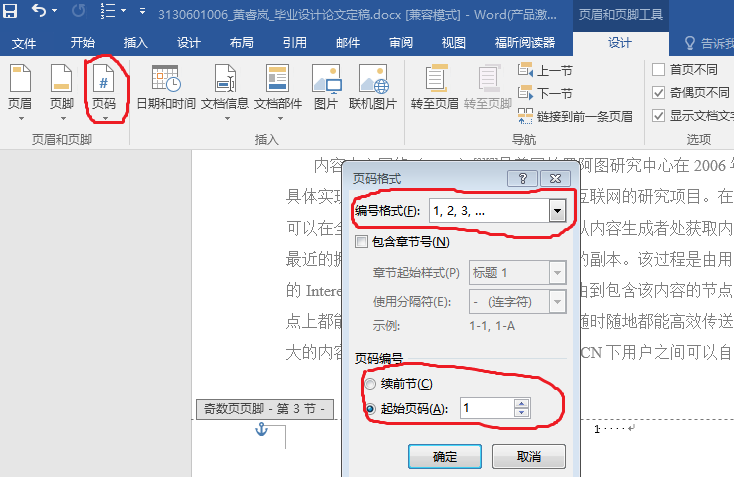 3130601006_黄睿岚_毕业设计论文定稿.docx [兼容模式] - Word(产品激...
页眉和页脚工具
文件 开始 插入 设计 布局 引用 邮件 审阅 视图 福昕阅读器 设计 告诉我
页眉 页脚 页码 日期和时间 文档信息 文档部件 图片 联机图片 转至页眉 转至页脚
上一节
下一节
链接到前一条页眉
首页不同
奇偶页不同
显示文档文字
页眉和页脚 插入 导航 选项
内容 阿图研究中心在 2006 年
具体实现 互联网的研究项目。在
可以在全 从内容生成者处获取内
最近的拥 的副本。该过程是由用
的 Intere 由到包含该内容的节点
点上都能 随时随地都能高效传送
大的内容 CN 下用户之间可以自
页码格式
编号格式(F): 1, 2, 3, ...
包含章节号(N)
章节起始样式(P) 标题 1
使用分隔符(E): - (连字符)
示例: 1-1, 1-A
页码编号
续前节(C)
起始页码(A): 1
确定 取消
奇数页页脚 - 第 3 节 -
1